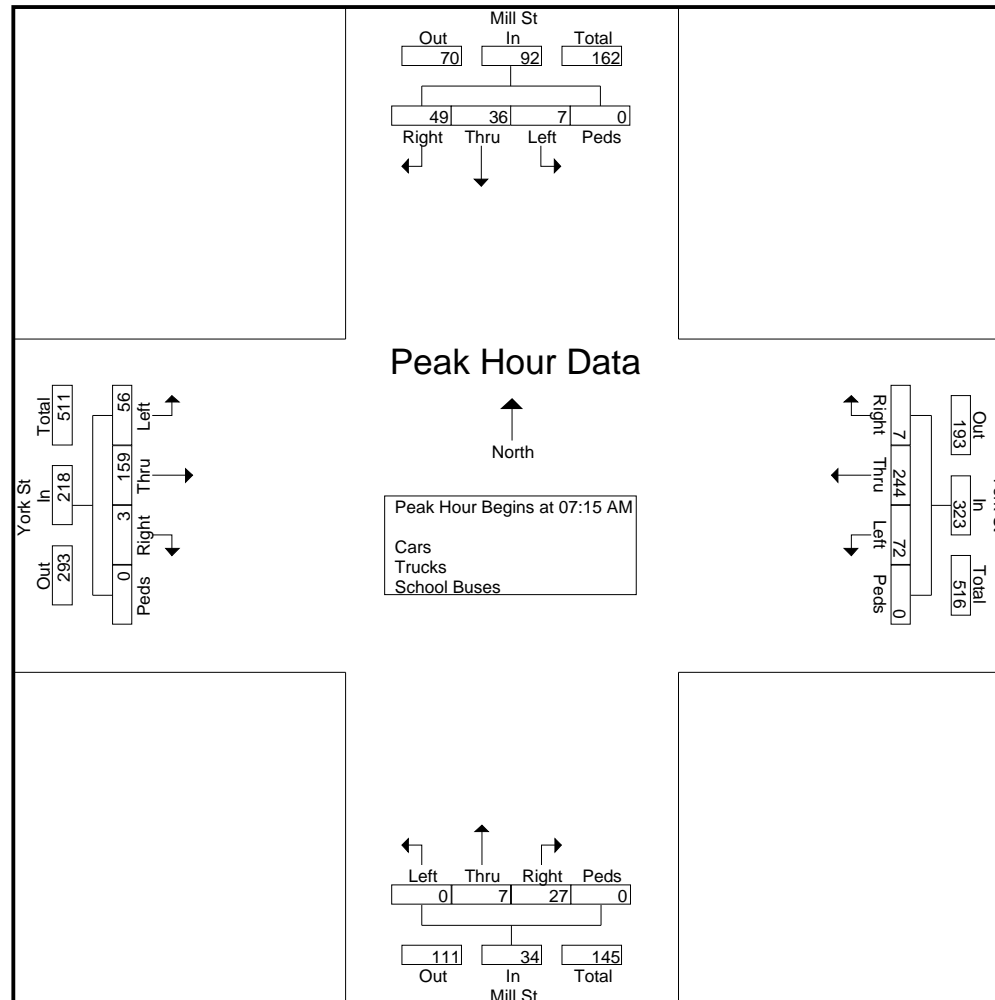 Mill St
Out In Total
70 92 162
49 36 7 0
Right Thru Left Peds
Peak Hour Data
North
Peak Hour Begins at 07:15 AM
Cars
Trucks
School Buses
York St
Total In Out
511 218 293
56 159 3 0
Left Thru Right Peds
Right Thru Left Peds
7 244 72 0
Out In Total
193 323 516
Left Thru Right Peds
0 7 27 0
111 34 145
Out In Total
Mill St